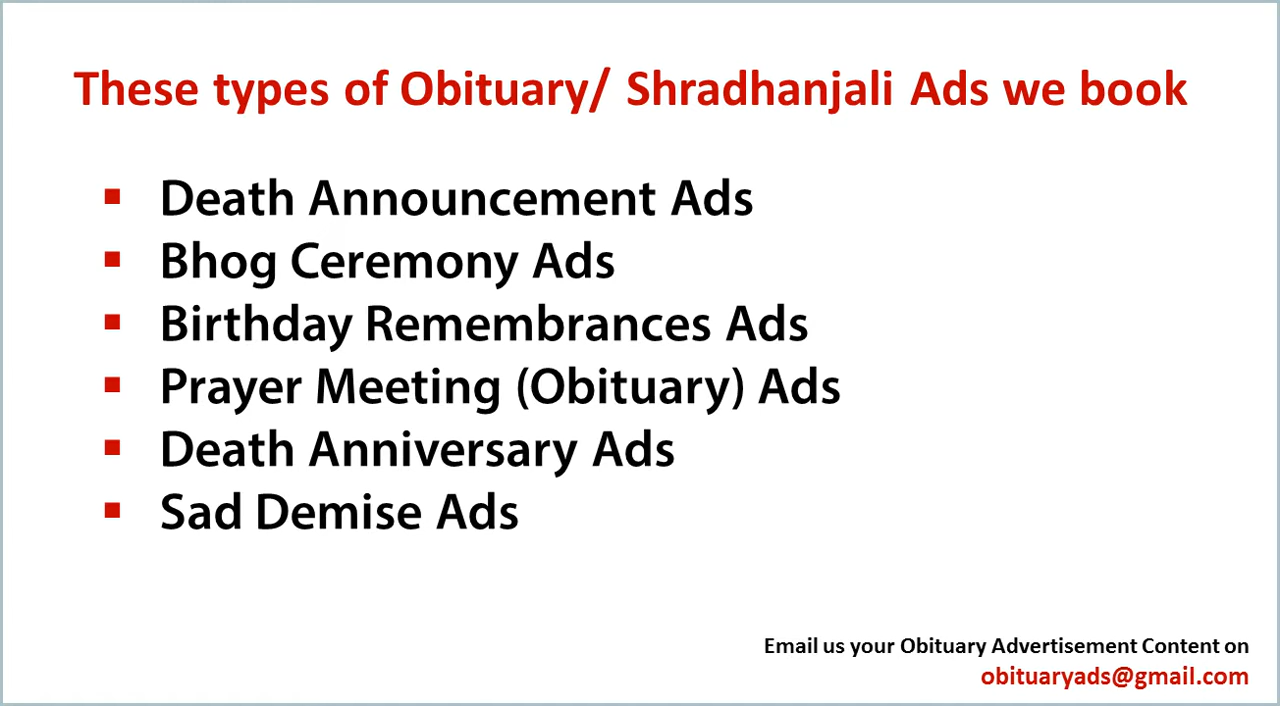 These types of Obituary/ Shradhanjali Ads we book
Death Announcement Ads
Bhog Ceremony Ads
Birthday Remembrances Ads
Prayer Meeting (Obituary) Ads
Death Anniversary Ads
Sad Demise Ads
Email us your Obituary Advertisement Content on
obituaryads@gmail.com